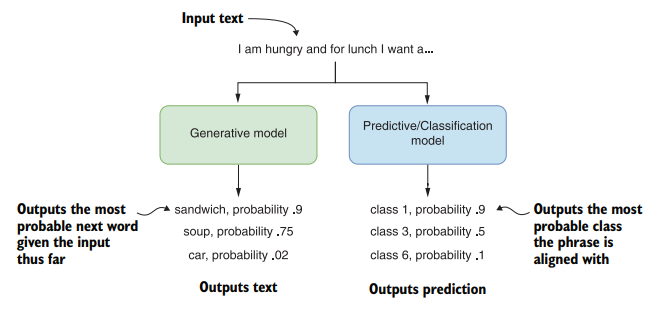 Input text
I am hungry and for lunch I want a...
Generative model
Predictive/Classification
model
Outputs the most
probable next word
given the input
thus far
sandwich, probability .9
soup, probability .75
car, probability .02
Outputs text
class 1, probability .9
class 3, probability .5
class 6, probability .1
Outputs prediction
Outputs the most
probable class
the phrase is
aligned with